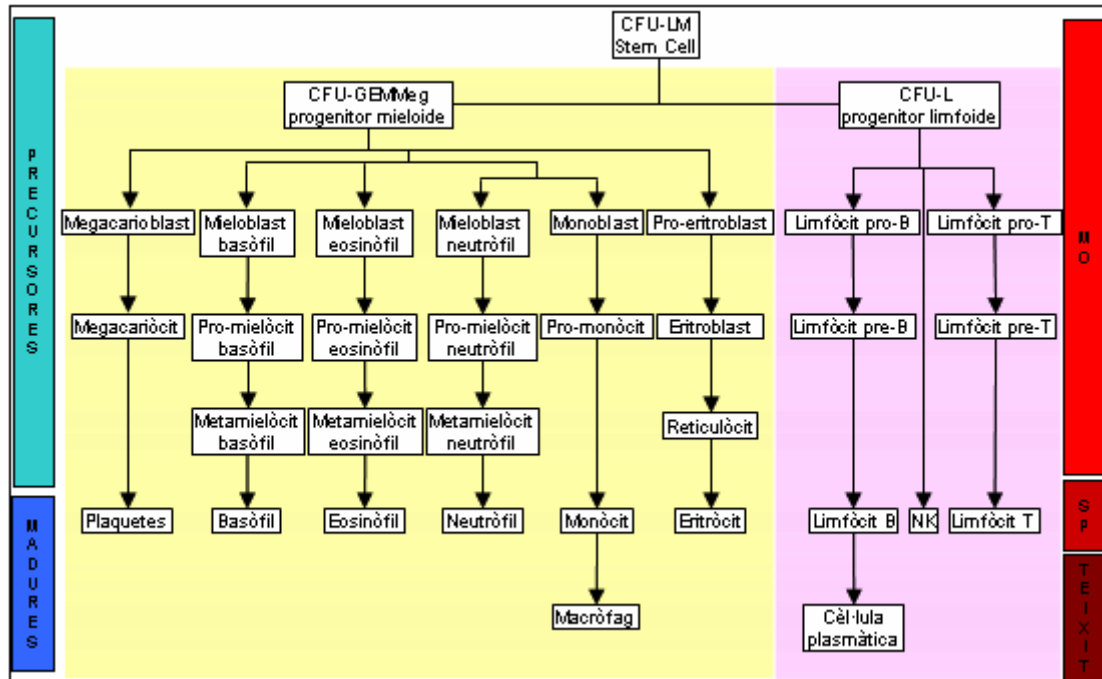 CFU-LM
Stem Cell
CFU-GEMMeg
progenitor mieloide
CFU-L
progenitor limfoide
PRECURSORES
MO
Megacarioblast
Mieloblast
basòfil
Mieloblast
eosinòfil
Mieloblast
neutròfil
Monoblast
Pro-eritroblast
Limfòcit pro-B
Limfòcit pro-T
Megacariòcit
Pro-mielòcit
basòfil
Pro-mielòcit
eosinòfil
Pro-mielòcit
neutròfil
Pro-monòcit
Eritroblast
Limfòcit pre-B
Limfòcit pre-T
Metamielòcit
basòfil
Metamielòcit
eosinòfil
Metamielòcit
neutròfil
Reticulòcit
MADURES
SP
Plaquetes
Basòfil
Eosinòfil
Neutròfil
Monòcit
Eritròcit
Limfòcit B
NK
Limfòcit T
TEIXIT
Macròfag
Cèl·lula
plasmàtica